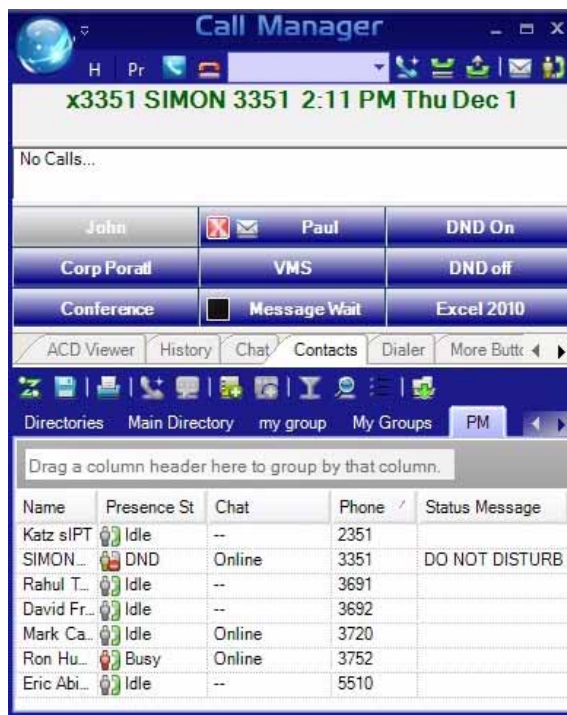 Call Manager
H Pr
x3351 SIMON 3351 2:11 PM Thu Dec 1
No Calls...
John Paul DND On
Corp Poratl VMS DND off
Conference Message Wait Excel 2010
ACD Viewer History Chat Contacts Dialer More Buttc
Directories Main Directory my group My Groups PM
Drag a column header here to group by that column.
Name Presence St Chat Phone Status Message
Katz sIPT Idle -- 2351
SIMON... DND Online 3351 DO NOT DISTURB
Rahul T... Idle -- 3691
David Fr... Idle -- 3692
Mark Ca... Idle Online 3720
Ron Hu... Busy Online 3752
Eric Abi... Idle -- 5510